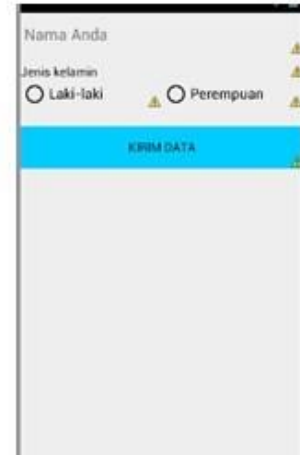 Nama Anda
Jenis kelamin
Laki-laki Perempuan
KIRIM DATA